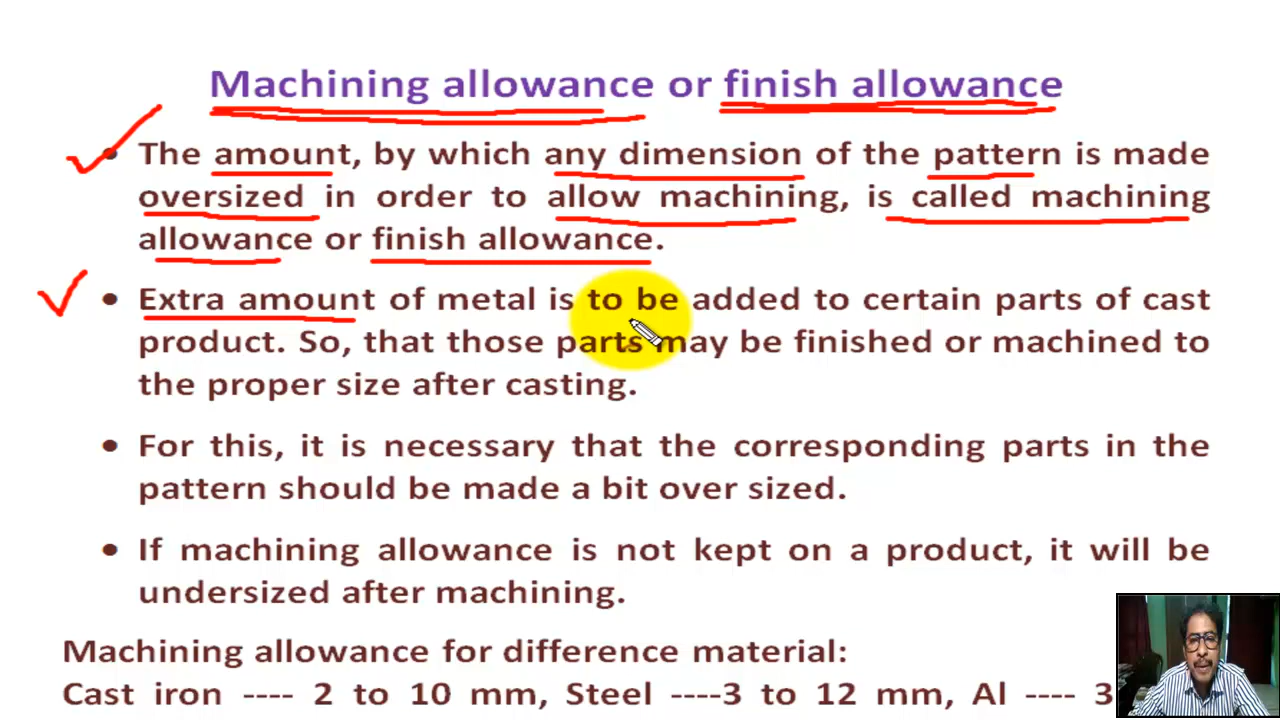 Machining allowance or finish allowance
• The amount, by which any dimension of the pattern is made
oversized in order to allow machining, is called machining
allowance or finish allowance.
• Extra amount of metal is to be added to certain parts of cast
product. So, that those parts may be finished or machined to
the proper size after casting.
• For this, it is necessary that the corresponding parts in the
pattern should be made a bit over sized.
• If machining allowance is not kept on a product, it will be
undersized after machining.
Machining allowance for difference material:
Cast iron ---- 2 to 10 mm, Steel ----3 to 12 mm, Al ---- 3